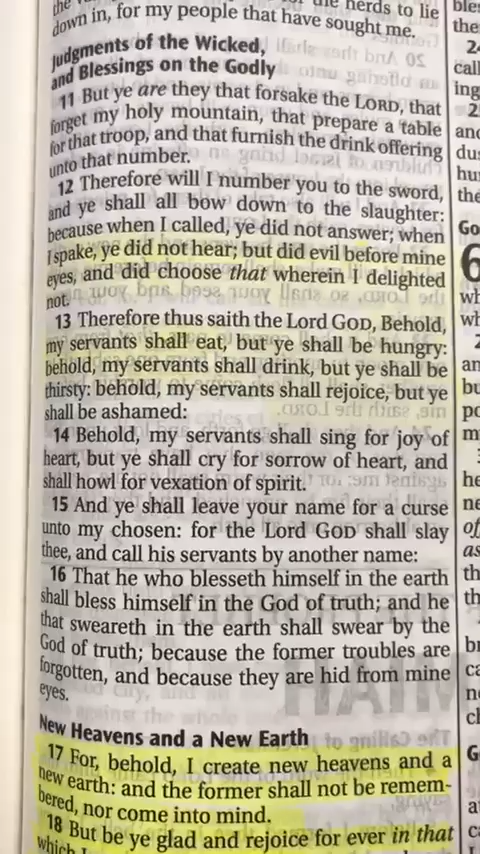 the herds to lie
down in, for my people that have sought me.
Judgments of the Wicked,
and Blessings on the Godly
11 But ye are they that forsake the LORD, that
forget my holy mountain, that prepare a table
for that troop, and that furnish the drink offering
unto that number.
12 Therefore will I number you to the sword,
and ye shall all bow down to the slaughter:
because when I called, ye did not answer; when
I spake, ye did not hear; but did evil before mine
eyes, and did choose that wherein I delighted
not.
13 Therefore thus saith the Lord GOD, Behold,
my servants shall eat, but ye shall be hungry:
behold, my servants shall drink, but ye shall be
thirsty: behold, my servants shall rejoice, but ye
shall be ashamed:
14 Behold, my servants shall sing for joy of
heart, but ye shall cry for sorrow of heart, and
shall howl for vexation of spirit.
15 And ye shall leave your name for a curse
unto my chosen: for the Lord GOD shall slay
thee, and call his servants by another name:
16 That he who blesseth himself in the earth
shall bless himself in the God of truth; and he
that sweareth in the earth shall swear by the
God of truth; because the former troubles are
forgotten, and because they are hid from mine
eyes.
New Heavens and a New Earth
17 For, behold, I create new heavens and a
new earth: and the former shall not be remem-
bered, nor come into mind.
18 But be ye glad and rejoice for ever in that
which I